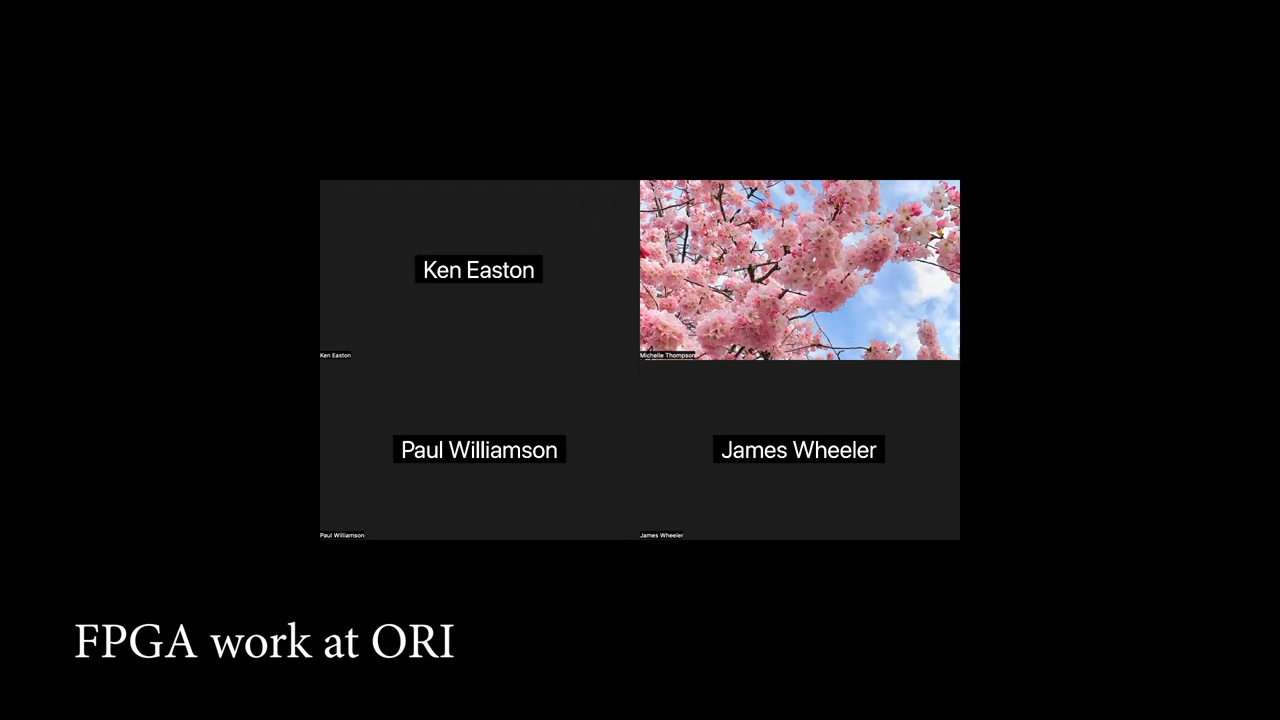 Ken Easton
Ken Easton
Michelle Thompson
Paul Williamson
James Wheeler
Paul Williamson
James Wheeler
FPGA work at ORI